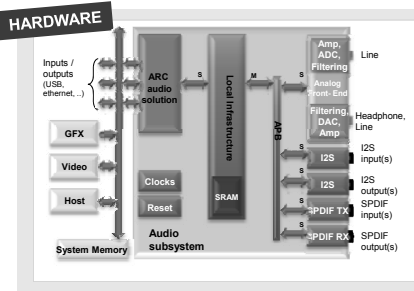 HARDWARE
Inputs /
outputs
(USB,
ethernet, ..)
GFX
Video
Host
System Memory
ARC
audio
solution
S
Local Infrastructure
M
SRAM
Clocks
Reset
Audio
subsystem
APB
S
Amp,
ADC,
Filtering
Analog
Front- End
Filtering,
DAC,
Amp
Line
Headphone,
Line
S
I2S
I2S
input(s)
S
I2S
I2S
output(s)
S
SPDIF TX
SPDIF
input(s)
S
SPDIF RX
SPDIF
output(s)